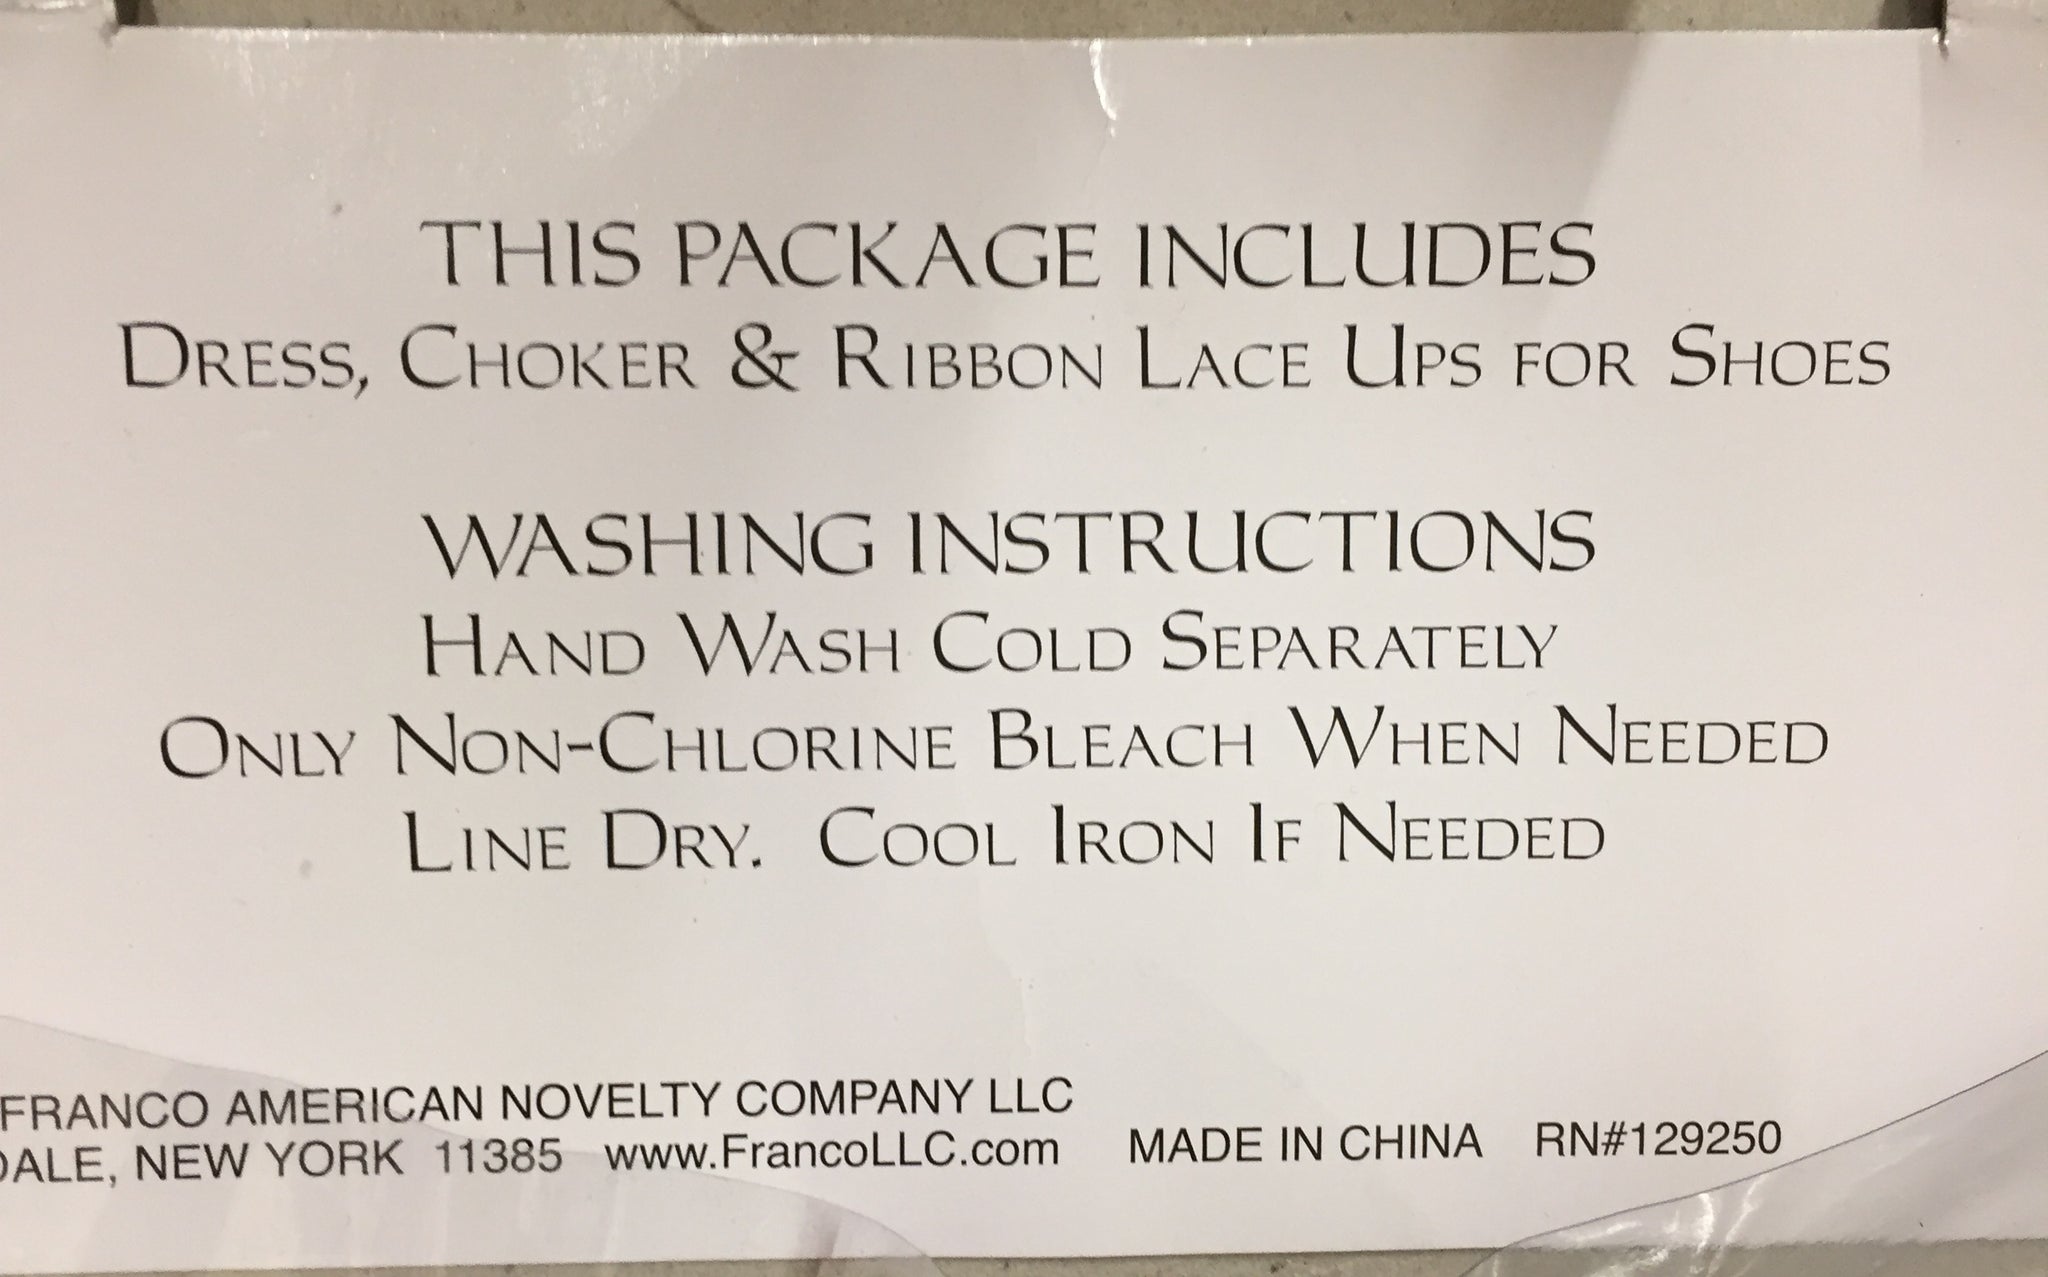 THIS PACKAGE INCLUDES
DRESS, CHOKER & RIBBON LACE UPS FOR SHOES
WASHING INSTRUCTIONS
HAND WASH COLD SEPARATELY
ONLY NON-CHLORINE BLEACH WHEN NEEDED
LINE DRY. COOL IRON IF NEEDED
FRANCO AMERICAN NOVELTY COMPANY LLC
NEW YORK 11385 www.FrancoLLC.com MADE IN CHINA RN#129250